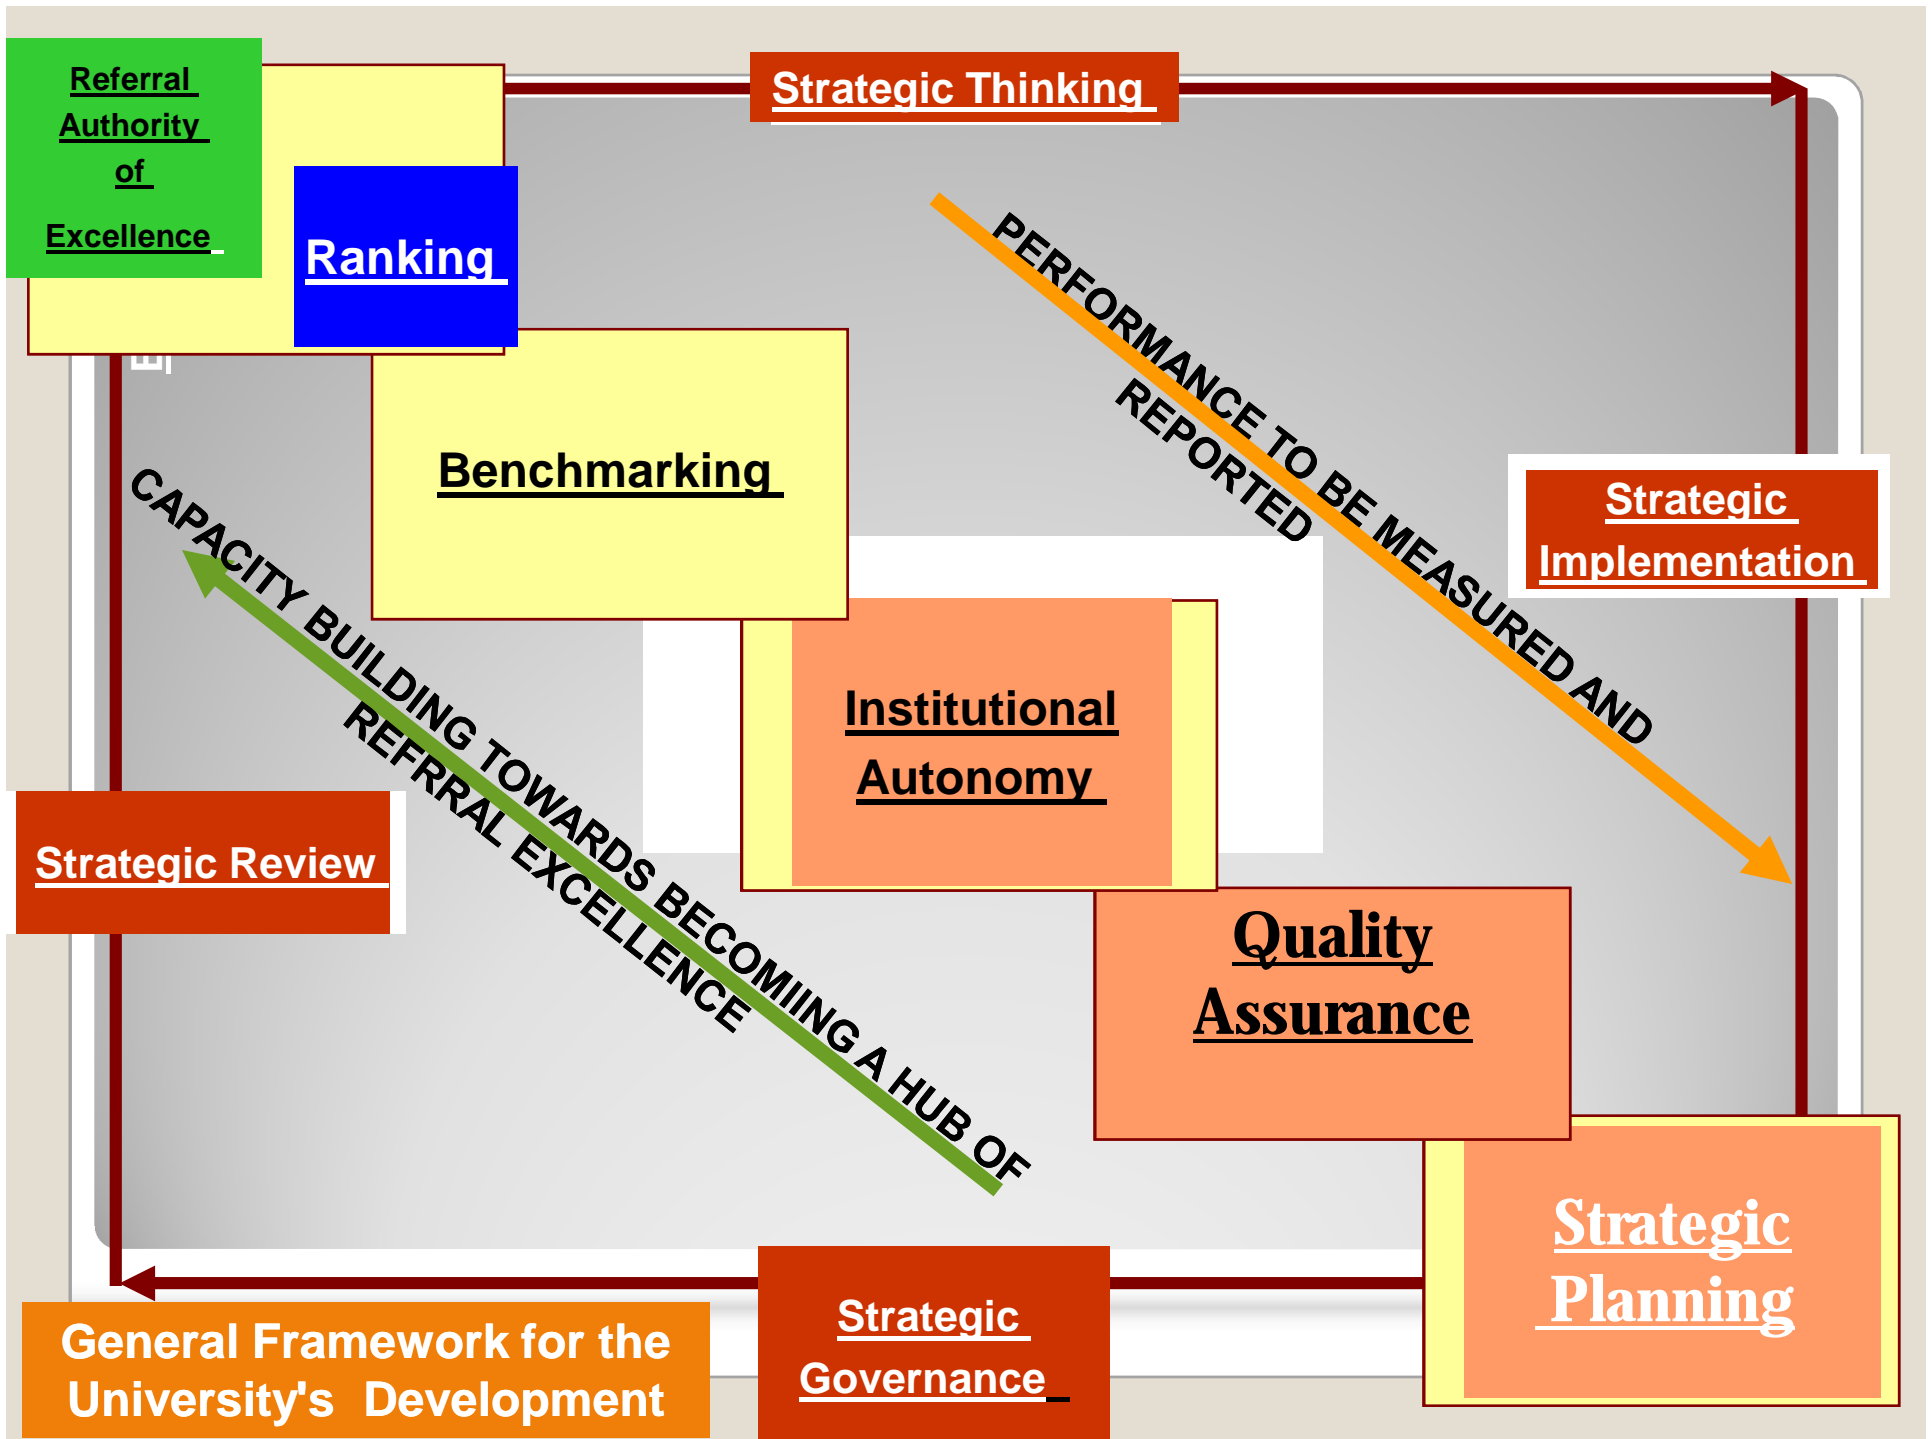 Referral
Authority
of
Excellence
Ranking
Strategic Thinking
PERFORMANCE TO BE MEASURED AND
REPORTED
E
Benchmarking
Strategic
Implementation
CAPACITY BUILDING TOWARDS BECOMIING A HUB OF
REFRRAL EXCELLENCE
Institutional
Autonomy
Strategic Review
Quality
Assurance
Strategic
Planning
Strategic
Governance
General Framework for the
University's Development